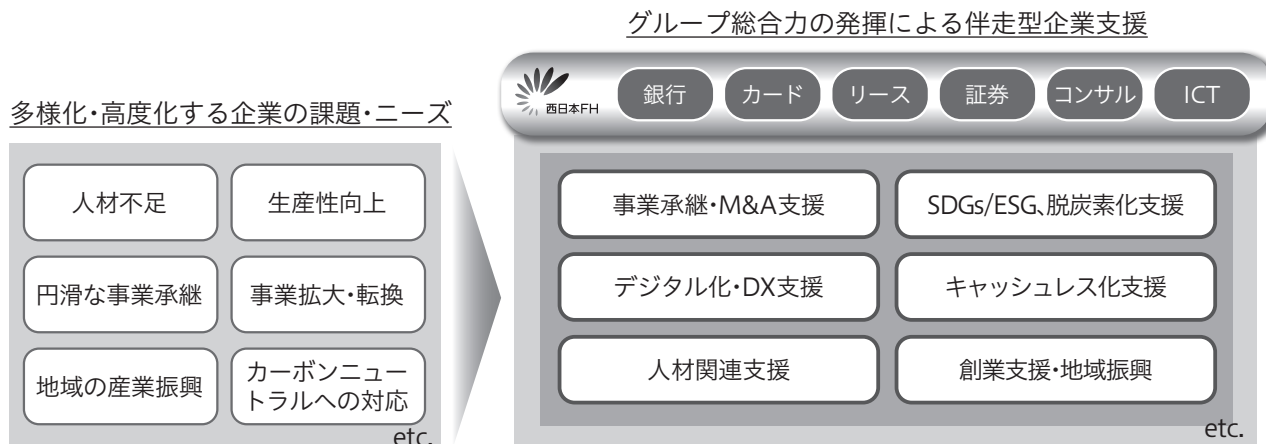 グループ総合力の発揮による伴走型企業支援
西日本FH
銀行
カード
リース
証券
コンサル
ICT
多様化・高度化する企業の課題・ニーズ
人材不足
生産性向上
円滑な事業承継
事業拡大・転換
地域の産業振興
カーボンニュー
トラルへの対応
etc.
事業承継・M&A支援
SDGs/ESG、脱炭素化支援
デジタル化・DX支援
キャッシュレス化支援
人材関連支援
創業支援・地域振興
etc.